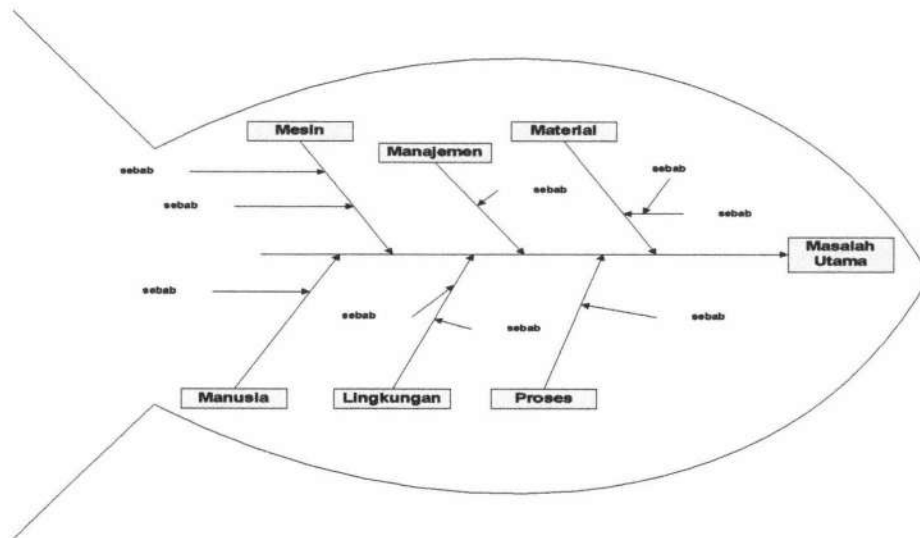 Mesin
Material
Manajemen
sebab
sebab
sebab
sebab
sebab
Masalah
Utama
sebab
sebab
sebab
sebab
Manusia
Lingkungan
Proses